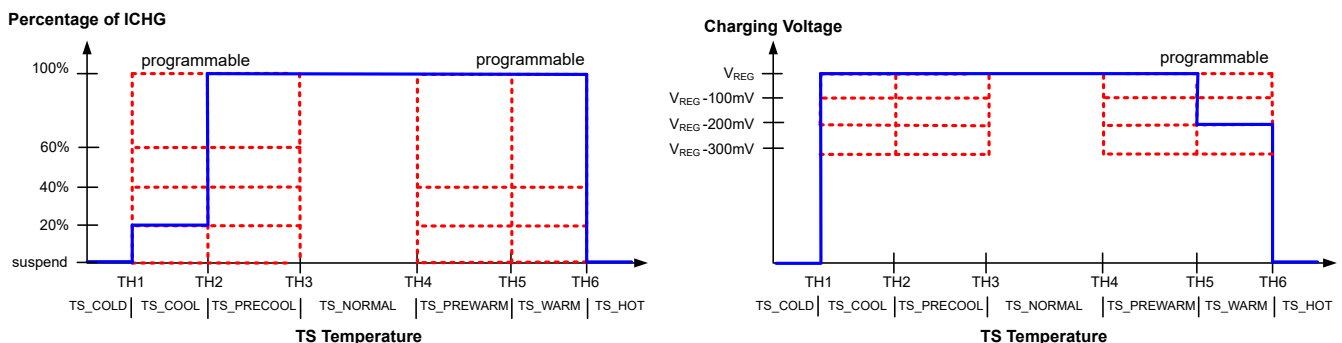 Percentage of ICHG
programmable
programmable
100%
60%
40%
20%
suspend
TH1 TH2 TH3 TH4 TH5 TH6
TS_COLD TS_COOL TS_PRECOOL TS_NORMAL TS_PREWARM TS_WARM TS_HOT
TS Temperature
Charging Voltage
programmable
VREG
VREG-100mV
VREG-200mV
VREG-300mV
TH1 TH2 TH3 TH4 TH5 TH6
TS_COLD TS_COOL TS_PRECOOL TS_NORMAL TS_PREWARM TS_WARM TS_HOT
TS Temperature